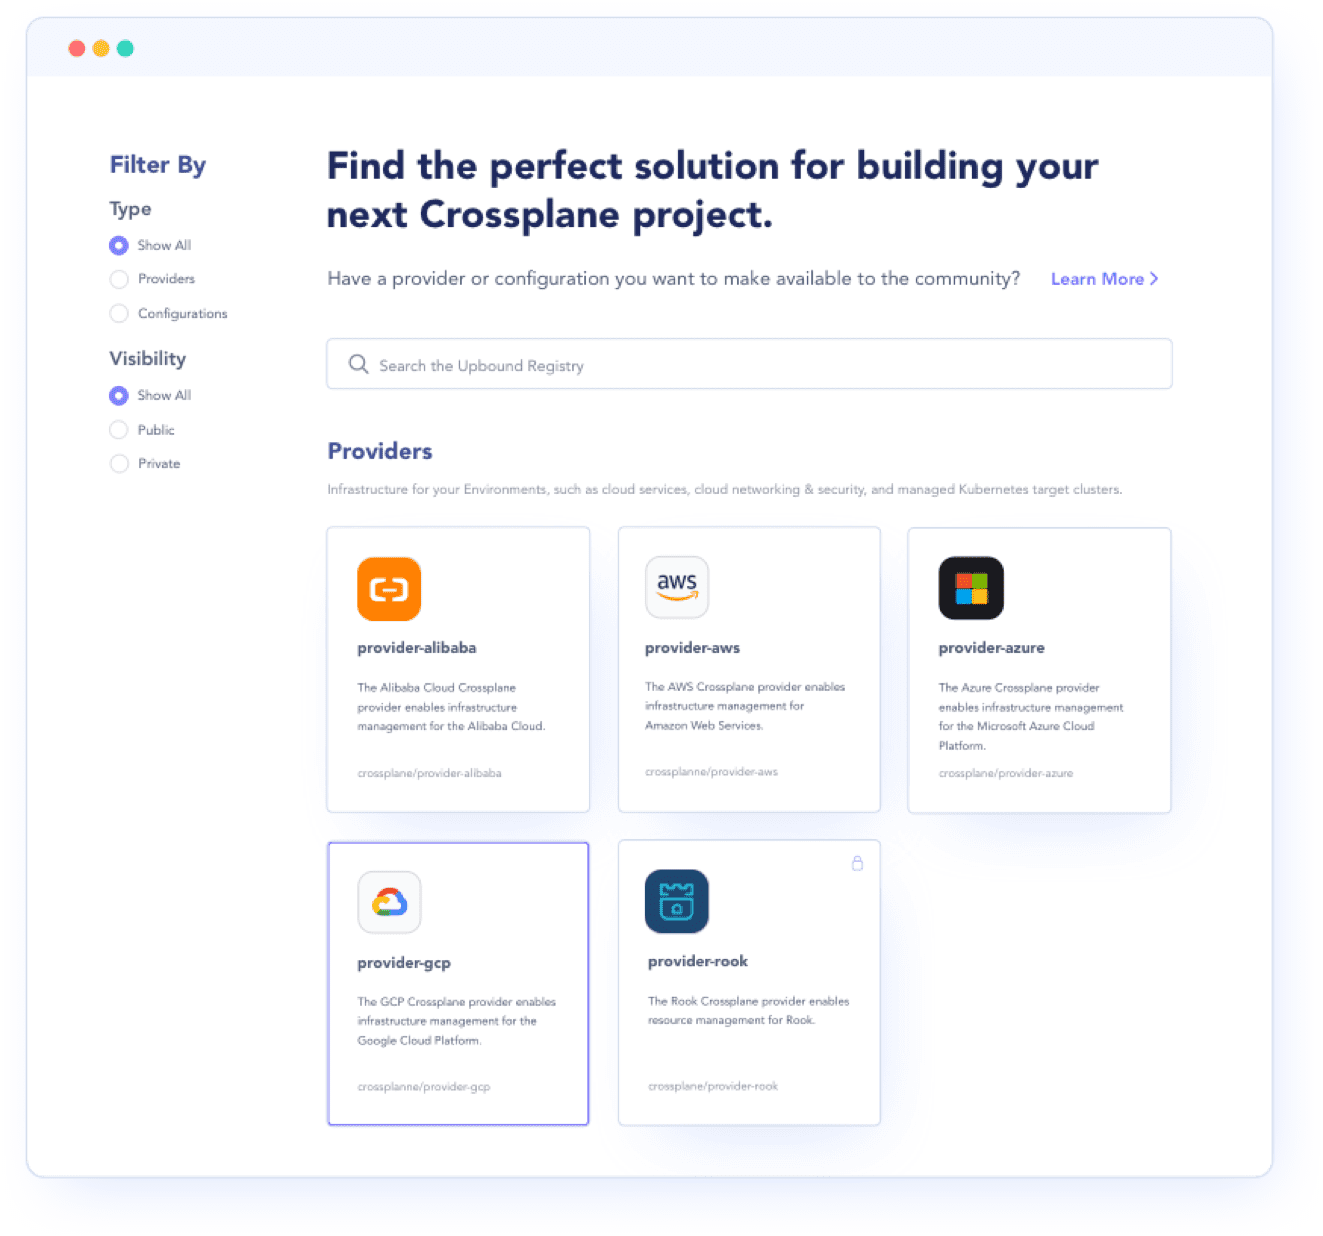 Filter By
Type
Show All
Providers
Configurations
Visibility
Show All
Public
Private
Find the perfect solution for building your
next Crossplane project.
Have a provider or configuration you want to make available to the community?
Learn More
Search the Upbound Registry
Providers
Infrastructure for your Environments, such as cloud services, cloud networking & security, and managed Kubernetes target clusters.
provider-alibaba
The Alibaba Cloud Crossplane
provider enables infrastructure
management for the Alibaba Cloud.
crossplane/provider-alibaba
aws
provider-aws
The AWS Crossplane provider enables
infrastructure management for
Amazon Web Services.
crossplanne/provider-aws
provider-azure
The Azure Crossplane provider
enables infrastructure management
for the Microsoft Azure Cloud
Platform.
crossplane/provider-azure
provider-gcp
The GCP Crossplane provider enables
infrastructure management for the
Google Cloud Platform.
crossplanne/provider-gcp
provider-rook
The Rook Crossplane provider enables
resource management for Rook.
crossplane/provider-rook